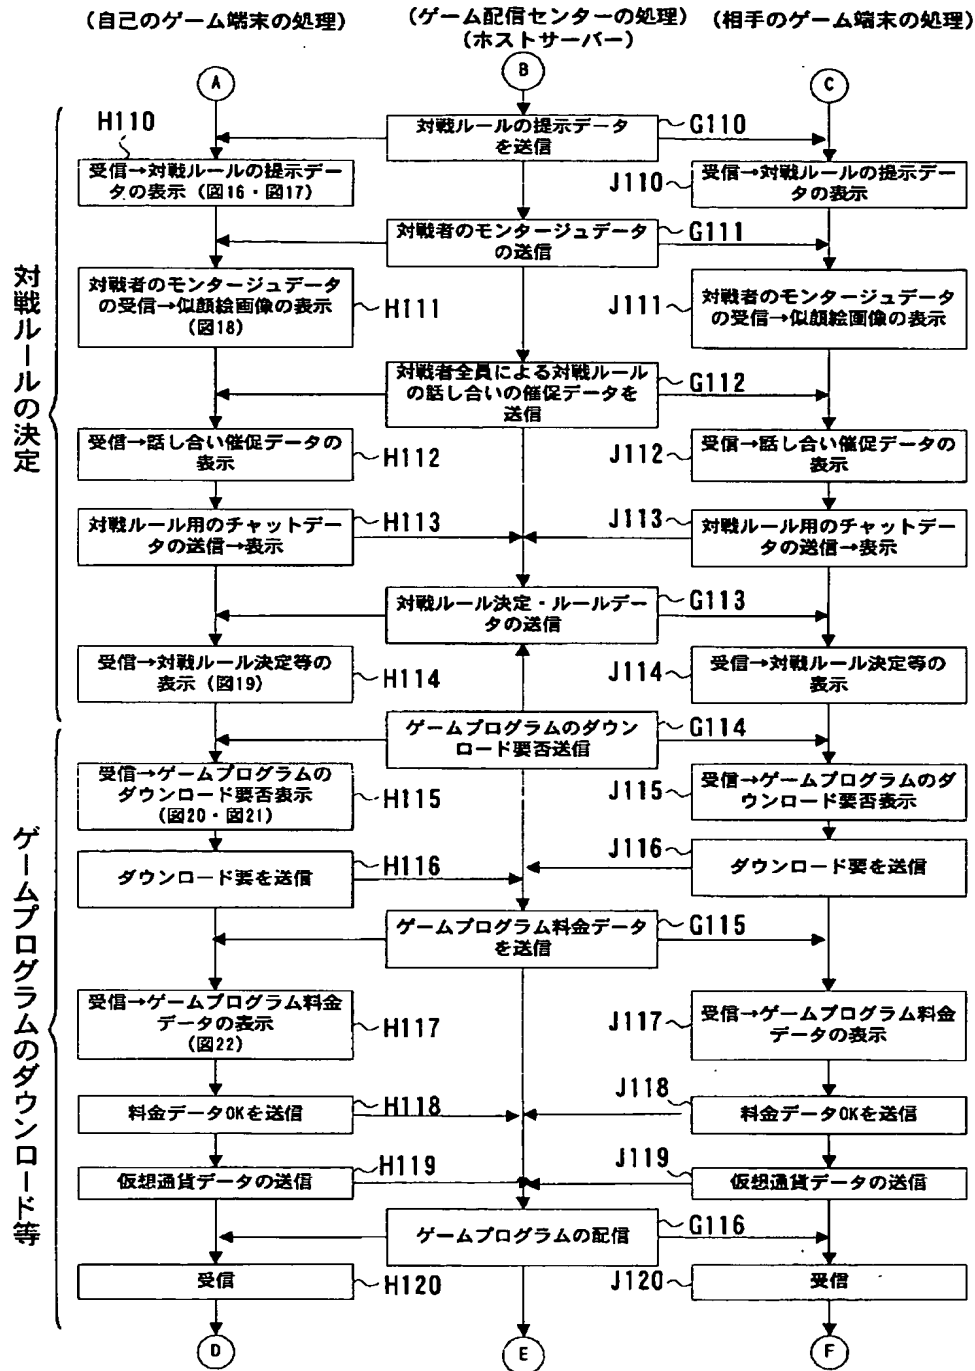 (自己のゲーム端末の処理)
(ゲーム配信センターの処理)
(ホストサーバー)
(相手のゲーム端末の処理)
A
B
C
対戦ルールの決定
対戦ルールの提示データ
を送信
G110
H110
受信→対戦ルールの提示デー
タの表示(図16・図17)
J110
受信→対戦ルールの提示デー
タの表示
対戦者のモンタージュデータ
の送信
G111
対戦者のモンタージュデータ
の受信→似顔絵画像の表示
(図18)
H111
J111
対戦者のモンタージュデータ
の受信→似顔絵画像の表示
対戦者全員による対戦ルール
の話し合いの催促データを
送信
G112
受信→話し合い催促データの
表示
H112
J112
受信→話し合い催促データの
表示
対戦ルール用のチャットデー
タの送信→表示
H113
J113
対戦ルール用のチャットデー
タの送信→表示
対戦ルール決定・ルールデー
タの送信
G113
受信→対戦ルール決定等の
表示(図19)
H114
J114
受信→対戦ルール決定等の
表示
ゲームプログラムのダウンロード等
ゲームプログラムのダウン
ロード要否送信
G114
受信→ゲームプログラムの
ダウンロード要否表示
(図20・図21)
H115
J115
受信→ゲームプログラムのダ
ウンロード要否表示
ダウンロード要を送信
H116
J116
ダウンロード要を送信
ゲームプログラム料金データ
を送信
G115
受信→ゲームプログラム料金
データの表示
(図22)
H117
J117
受信→ゲームプログラム料金
データの表示
料金データOKを送信
H118
J118
料金データOKを送信
仮想通貨データの送信
H119
J119
仮想通貨データの送信
ゲームプログラムの配信
G116
受信
H120
J120
受信
D
E
F